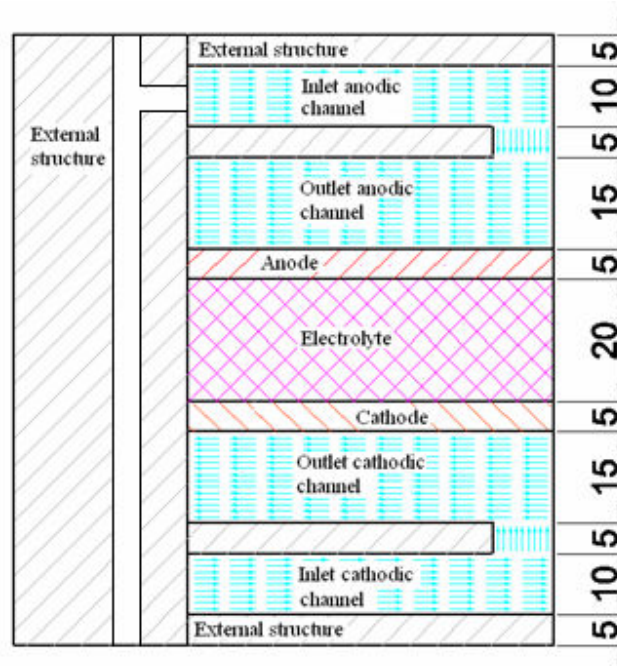 External structure
5
Inlet anodic
channel
10
External
structure
5
Outlet anodic
channel
15
Anode
5
Electrolyte
20
Cathode
5
Outlet cathodic
channel
15
5
Inlet cathodic
channel
10
External structure
5